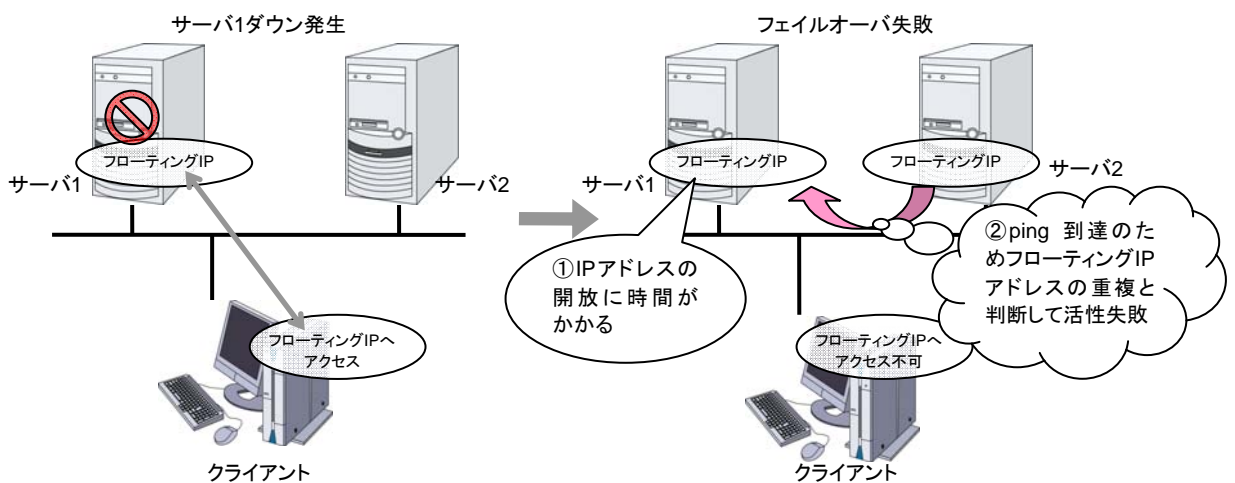 サーバ1ダウン発生
フローティングIP
サーバ1
サーバ2
フローティングIPへ
アクセス
クライアント
フェイルオーバ失敗
フローティングIP
フローティングIP
サーバ1
サーバ2
①IPアドレスの
開放に時間が
かかる
②ping 到達のた
めフローティングIP
アドレスの重複と
判断して活性失敗
フローティングIPへ
アクセス不可
クライアント